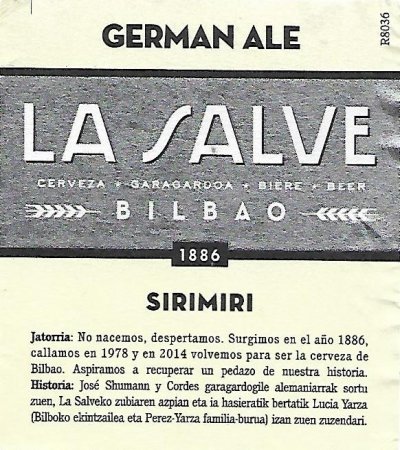 GERMAN ALE
R8036
LA SALVE
CERVEZA + GARAGARDOA + BIERE + BEER
BILBAO
1886
SIRIMIRI
Jatorria: No nacemos, despertamos. Surgimos en el año 1886,
callamos en 1978 y en 2014 volvemos para ser la cerveza de
Bilbao. Aspiramos a recuperar un pedazo de nuestra historia.
Historia: José Shumann y Cordes garagardogile alemaniarrak sortu
zuen, La Salveko zubiaren azpian eta ia hasieratik bertatik Lucia Yarza
(Bilboko ekintzailea eta Perez-Yarza familia-burua) izan zuen zuzendari.